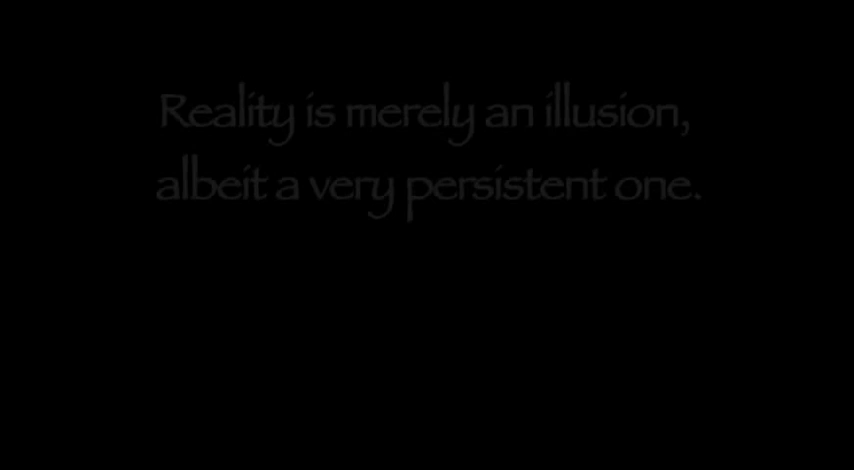 Reality is merely an illusion,
albeit a very persistent one.